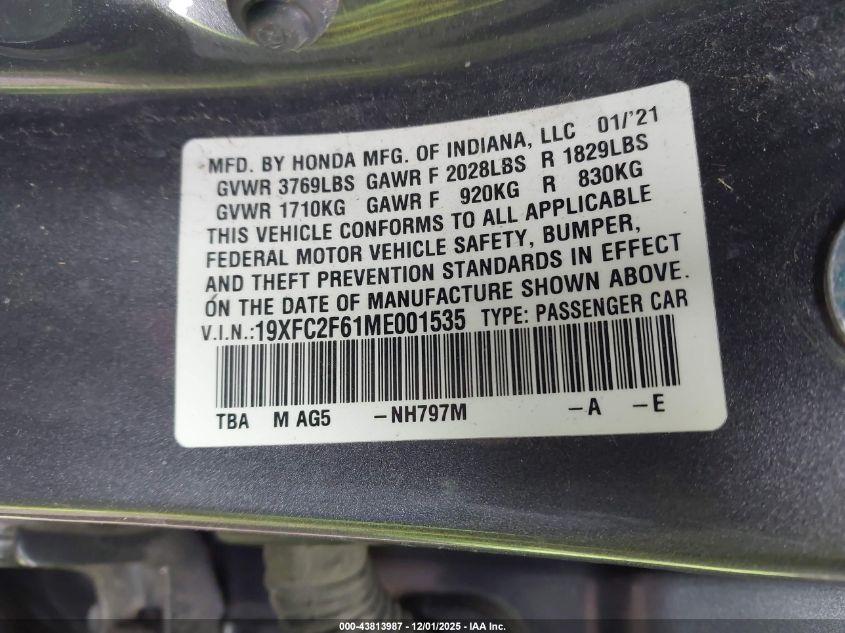 MFD. BY HONDA MFG. OF INDIANA, LLC 01/'21
GVWR 3769LBS GAWR F 2028LBS R 1829LBS
GVWR 1710KG GAWR F 920KG R 830KG
THIS VEHICLE CONFORMS TO ALL APPLICABLE
FEDERAL MOTOR VEHICLE SAFETY, BUMPER,
AND THEFT PREVENTION STANDARDS IN EFFECT
ON THE DATE OF MANUFACTURE SHOWN ABOVE.
V.I.N.:19XFC2F61ME001535 TYPE: PASSENGER CAR
TBA M AG5 –NH797M –A –E
000-43813987 - 12/01/2025 - IAA Inc.